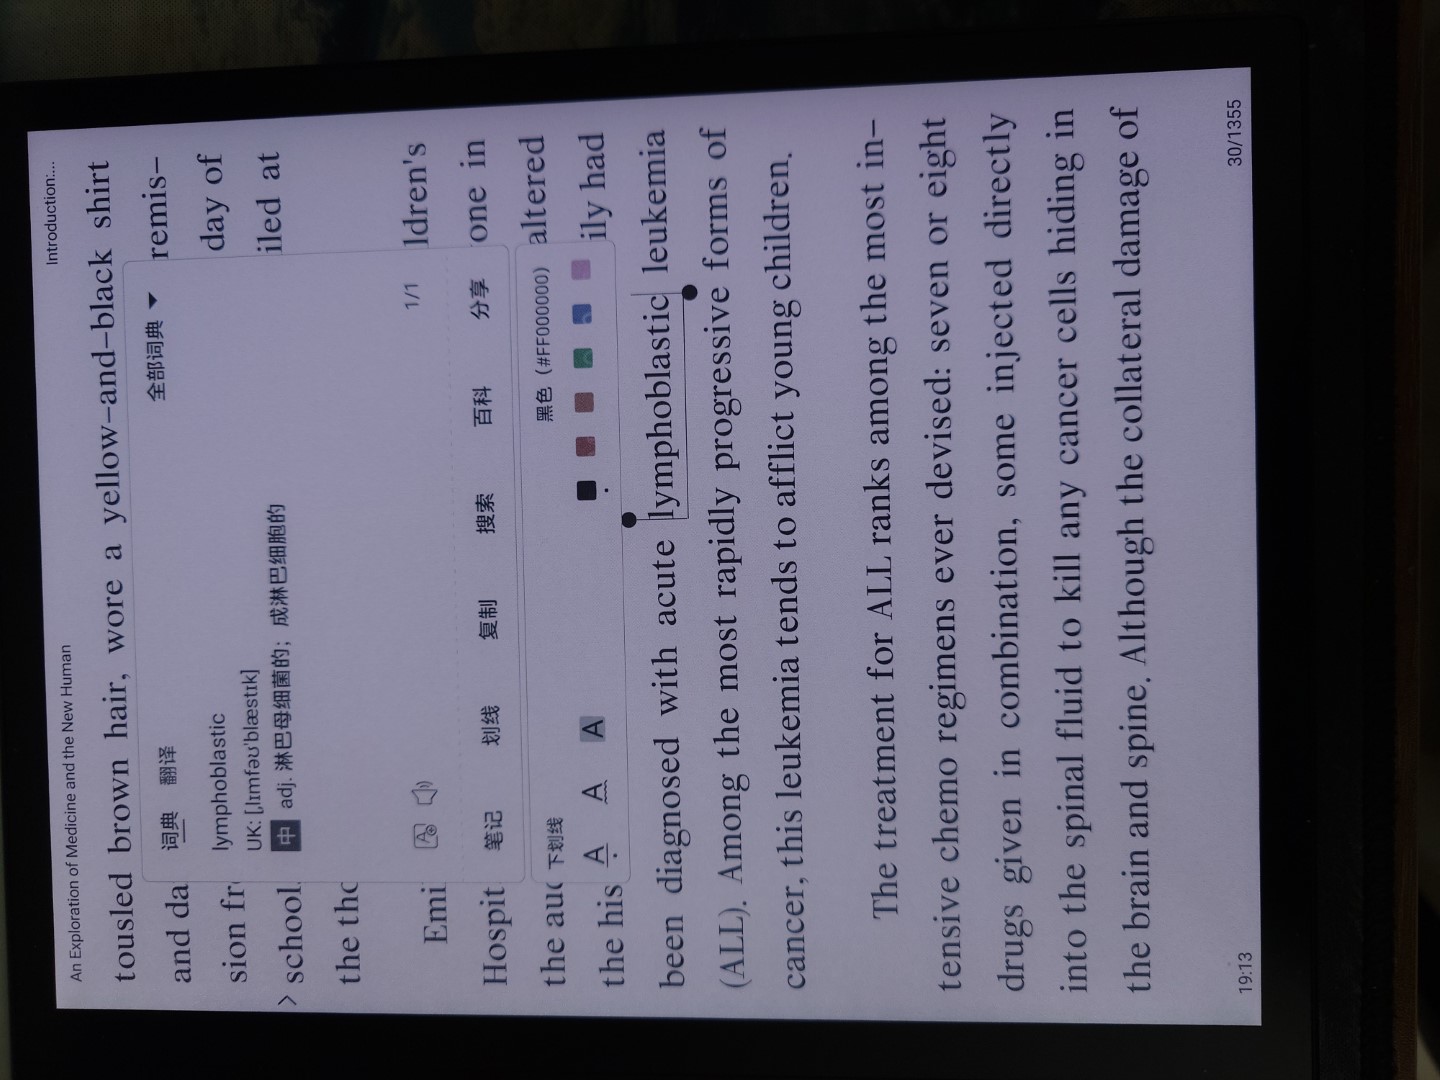 An Exploration of Medicine and the New Human
Introduction:...
tousled brown hair, wore a yellow-and-black shirt
and da
remis-
sion fr
day of
school.
iled at
the tho
词典 翻译
全部词典
lymphoblastic
UK: [ˌlɪmfəʊ'blæstɪk]
中 adj. 淋巴母细菌的；成淋巴细胞的
1/1
笔记 划线 复制 搜索 百科 分享
Emi
ldren's
Hospit
one in
the auc
altered
the his
ily had
下划线
黑色（#FF000000）
A A A
been diagnosed with acute lymphoblastic leukemia
(ALL). Among the most rapidly progressive forms of
cancer, this leukemia tends to afflict young children.
The treatment for ALL ranks among the most in-
tensive chemo regimens ever devised: seven or eight
drugs given in combination, some injected directly
into the spinal fluid to kill any cancer cells hiding in
the brain and spine. Although the collateral damage of
19:13
30/1355